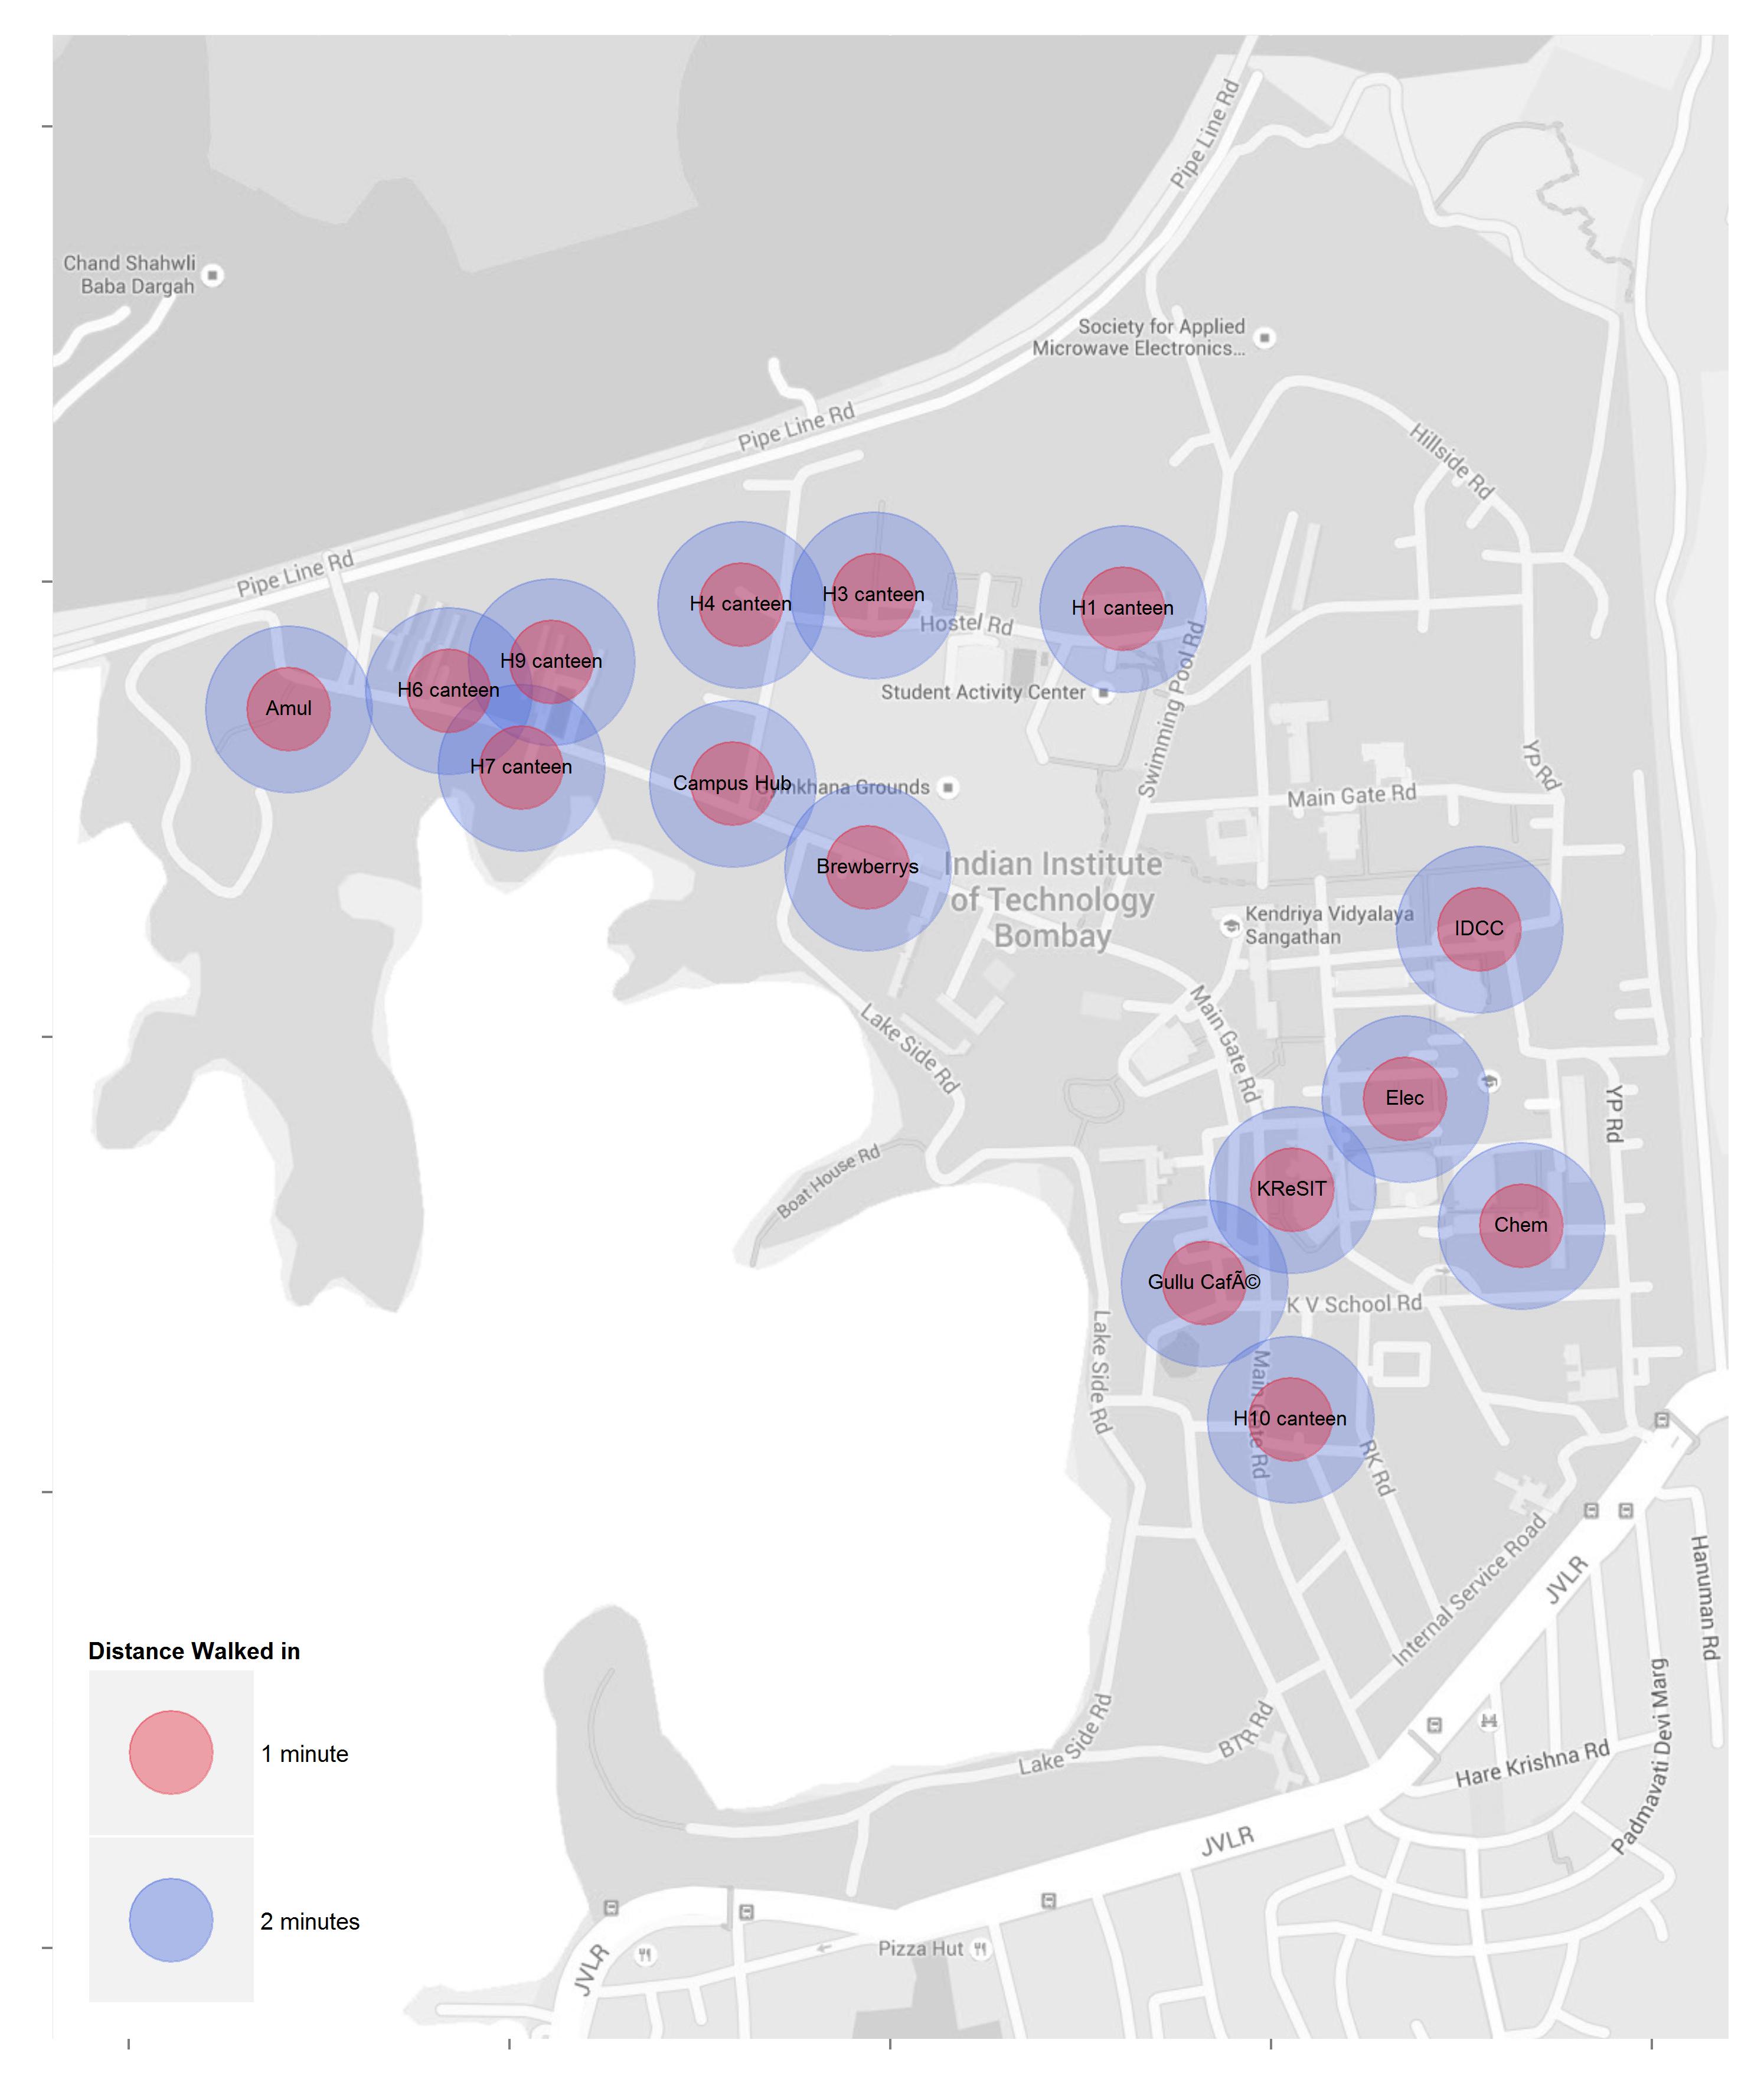 Pipe Line Rd
Chand Shahwli
Baba Dargah
Society for Applied
Microwave Electronics...
Pipe Line Rd
Hillside Rd
Pipe Line Rd
H4 canteen
H3 canteen
H1 canteen
Hostel Rd
H9 canteen
H6 canteen
Amul
Student Activity Center
Swimming Pool Rd
H7 canteen
Campus Hub
Gymkhana Grounds
Main Gate Rd
YP Rd
Brewberrys
Indian Institute
of Technology
Bombay
Kendriya Vidyalaya
Sangathan
IDCC
Lake Side Rd
Main Gate Rd
Elec
YP Rd
Boat House Rd
KReSIT
Chem
Gullu CafÃ©
K V School Rd
Lake Side Rd
Main Gate Rd
H10 canteen
RK Rd
Internal Service Road
JVLR
Hanuman Rd
Distance Walked in
1 minute
2 minutes
Lake Side Rd
BTR Rd
Hare Krishna Rd
Padmavati Devi Marg
JVLR
Pizza Hut
JVLR